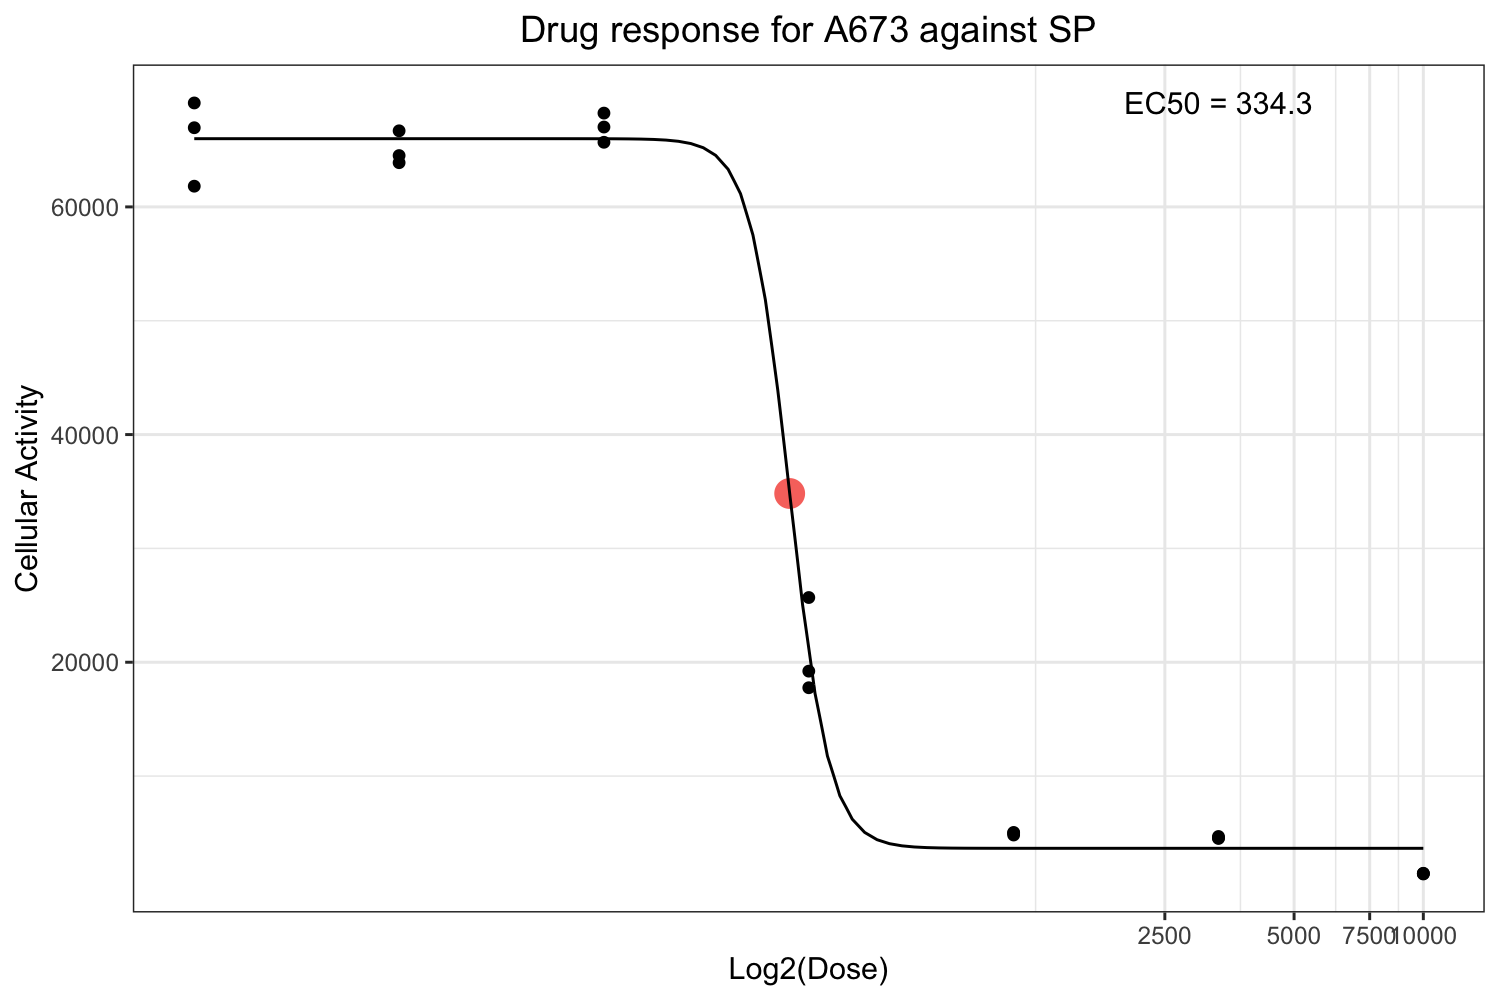 Drug response for A673 against SP
EC50 = 334.3
60000
40000
20000
Cellular Activity
2500 5000 7500 10000
Log2(Dose)